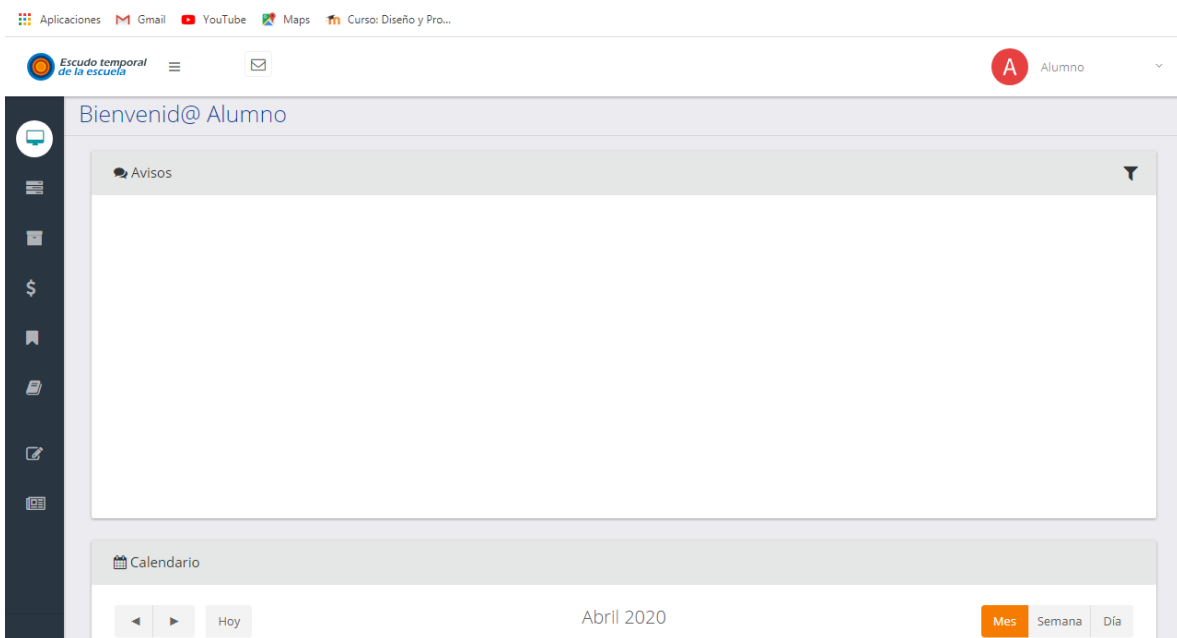 Aplicaciones Gmail YouTube Maps Curso: Diseño y Pro...
Escudo temporal
de la escuela
A Alumno
Bienvenid@ Alumno
Avisos
Calendario
Hoy Abril 2020 Mes Semana Día